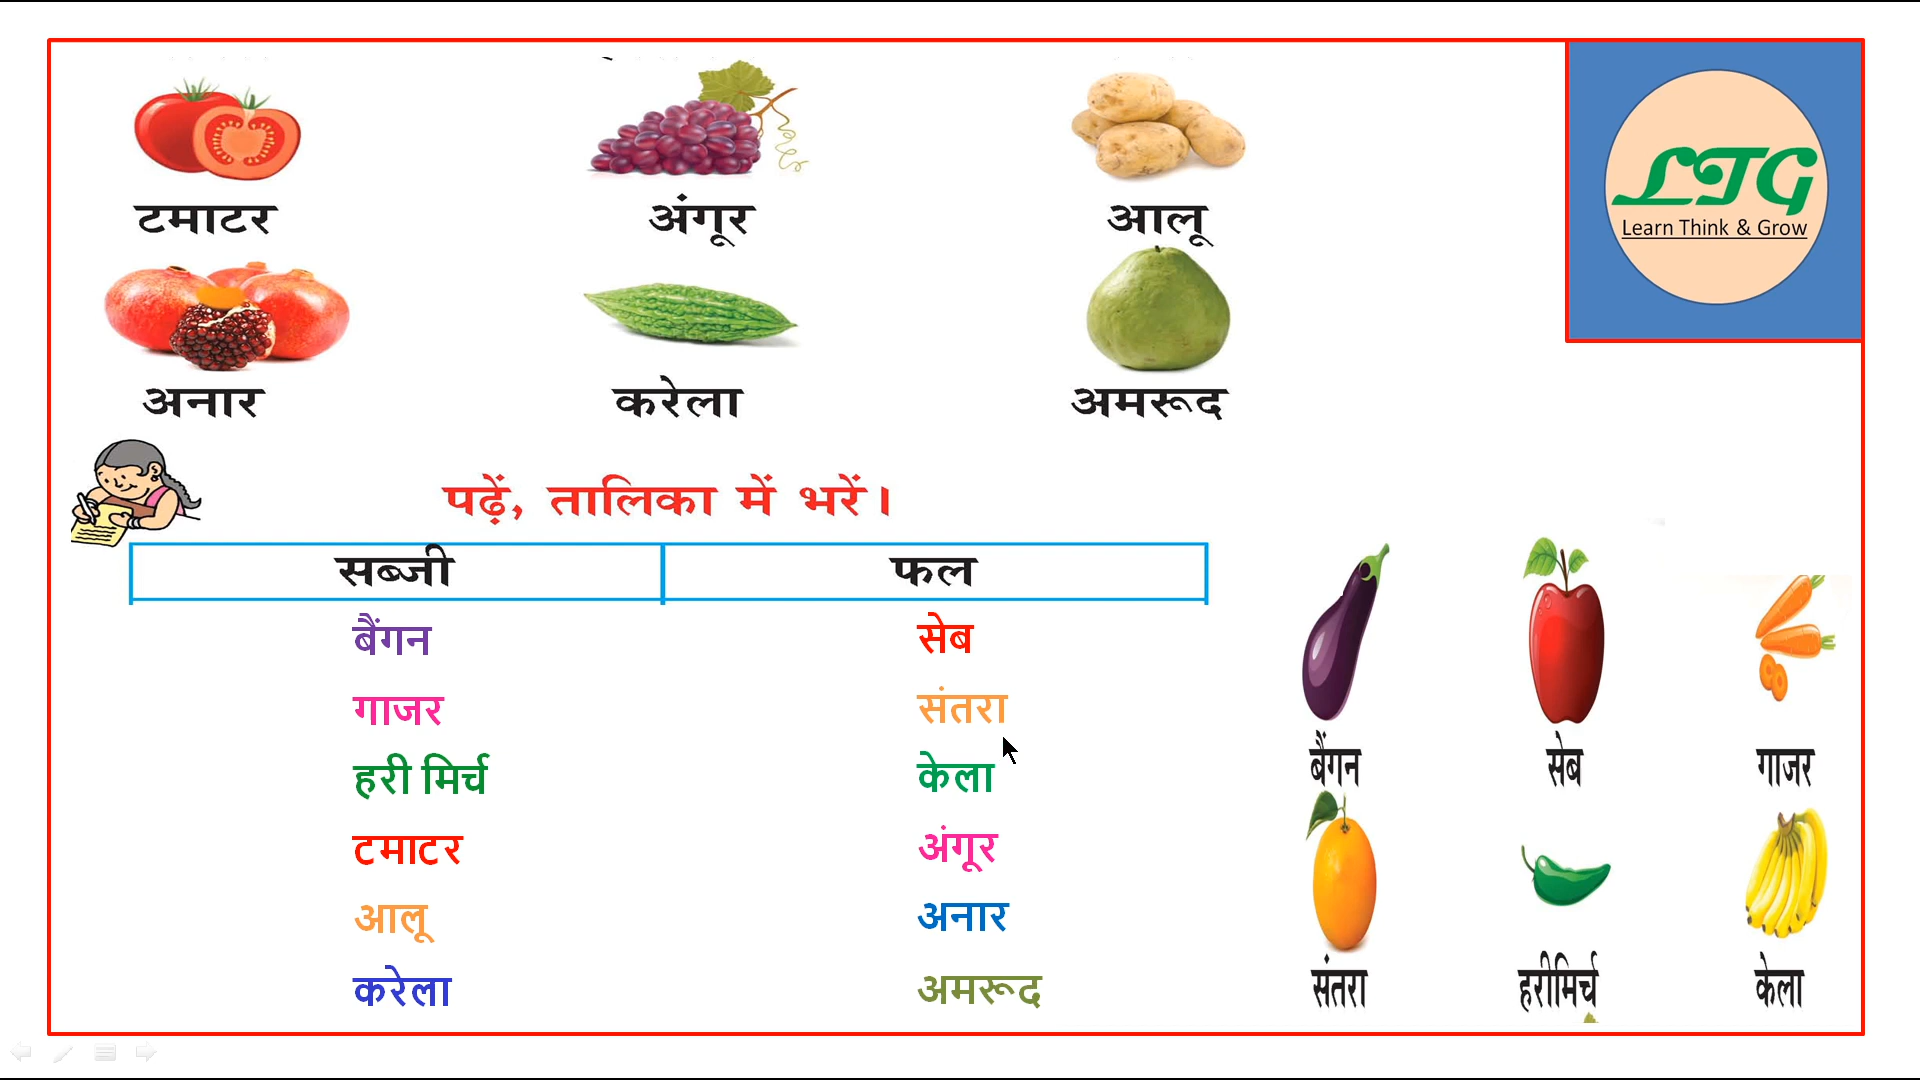 टमाटर अंगूर आलू
LTG
Learn Think & Grow
अनार करेला अमरूद
पढ़ें, तालिका में भरें।
सब्जी फल
बैंगन सेब
गाजर संतरा
हरी मिर्च केला
टमाटर अंगूर
आलू अनार
करेला अमरूद
बैंगन सेब गाजर
संतरा हरीमिर्च केला